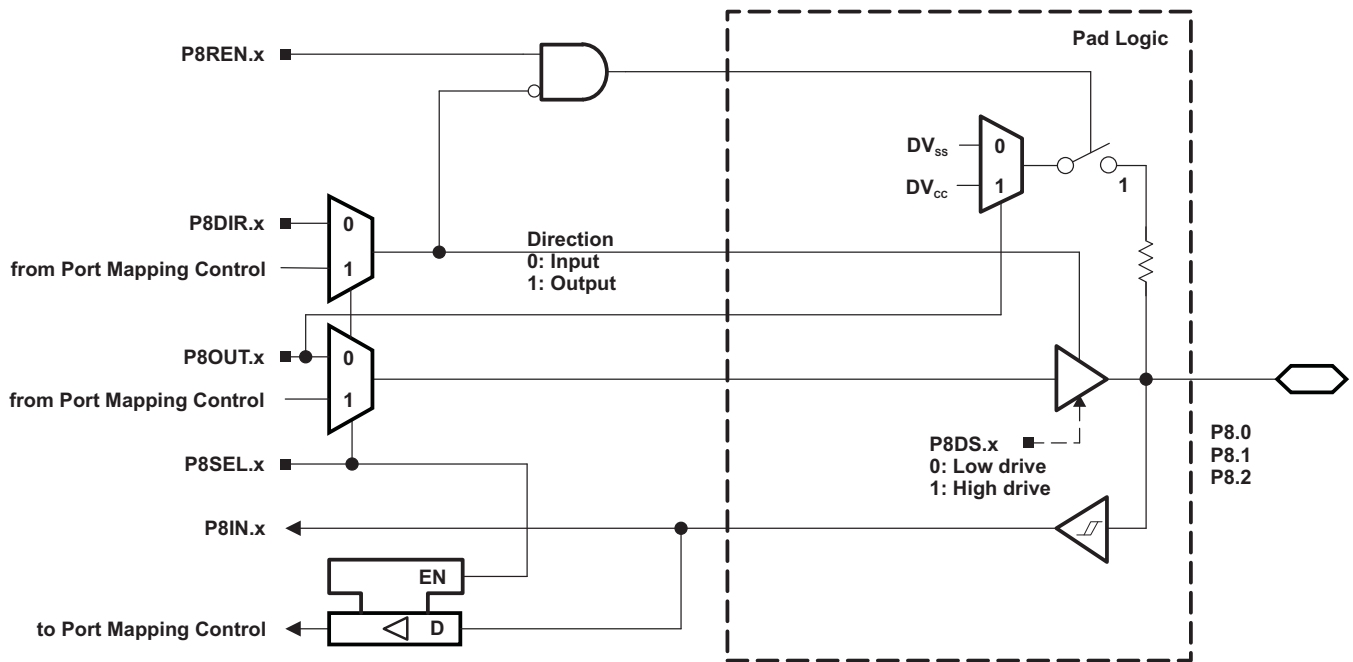 Pad Logic
P8REN.x
DVSS
0
DVCC
1
1
P8DIR.x
0
from Port Mapping Control
1
Direction
0: Input
1: Output
P8OUT.x
0
from Port Mapping Control
1
P8SEL.x
P8DS.x
0: Low drive
1: High drive
P8.0
P8.1
P8.2
P8IN.x
EN
D
to Port Mapping Control